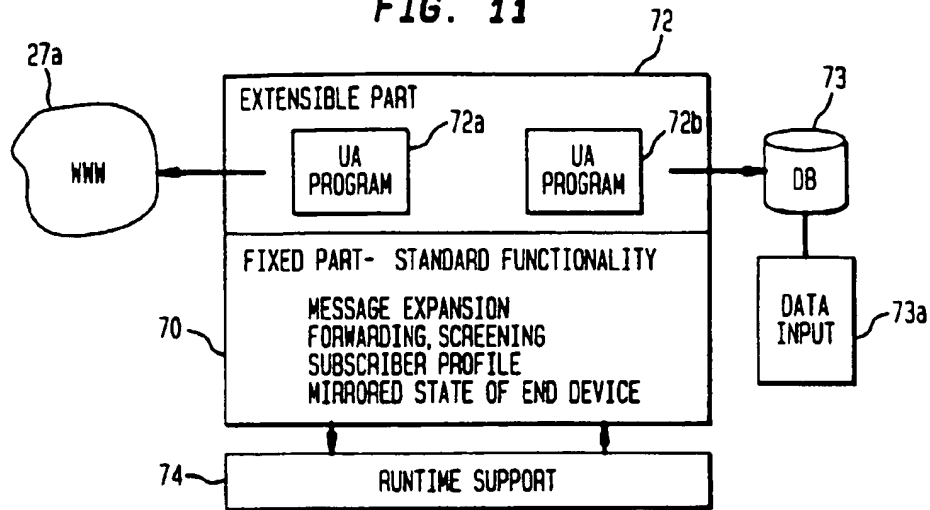 FIG. 11
72
27a
73
EXTENSIBLE PART
72a
72b
WWW
UA
PROGRAM
UA
PROGRAM
DB
FIXED PART- STANDARD FUNCTIONALITY
MESSAGE EXPANSION
FORWARDING, SCREENING
SUBSCRIBER PROFILE
MIRRORED STATE OF END DEVICE
70
DATA
INPUT
73a
74
RUNTIME SUPPORT